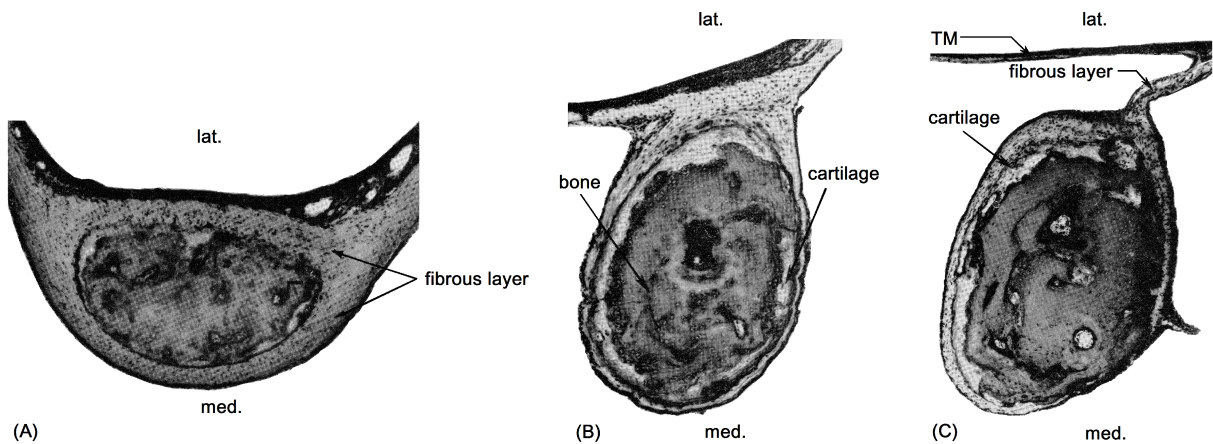 lat.
fibrous layer
med.
(A)
lat.
bone
cartilage
(B)
med.
lat.
TM
fibrous layer
cartilage
(C)
med.